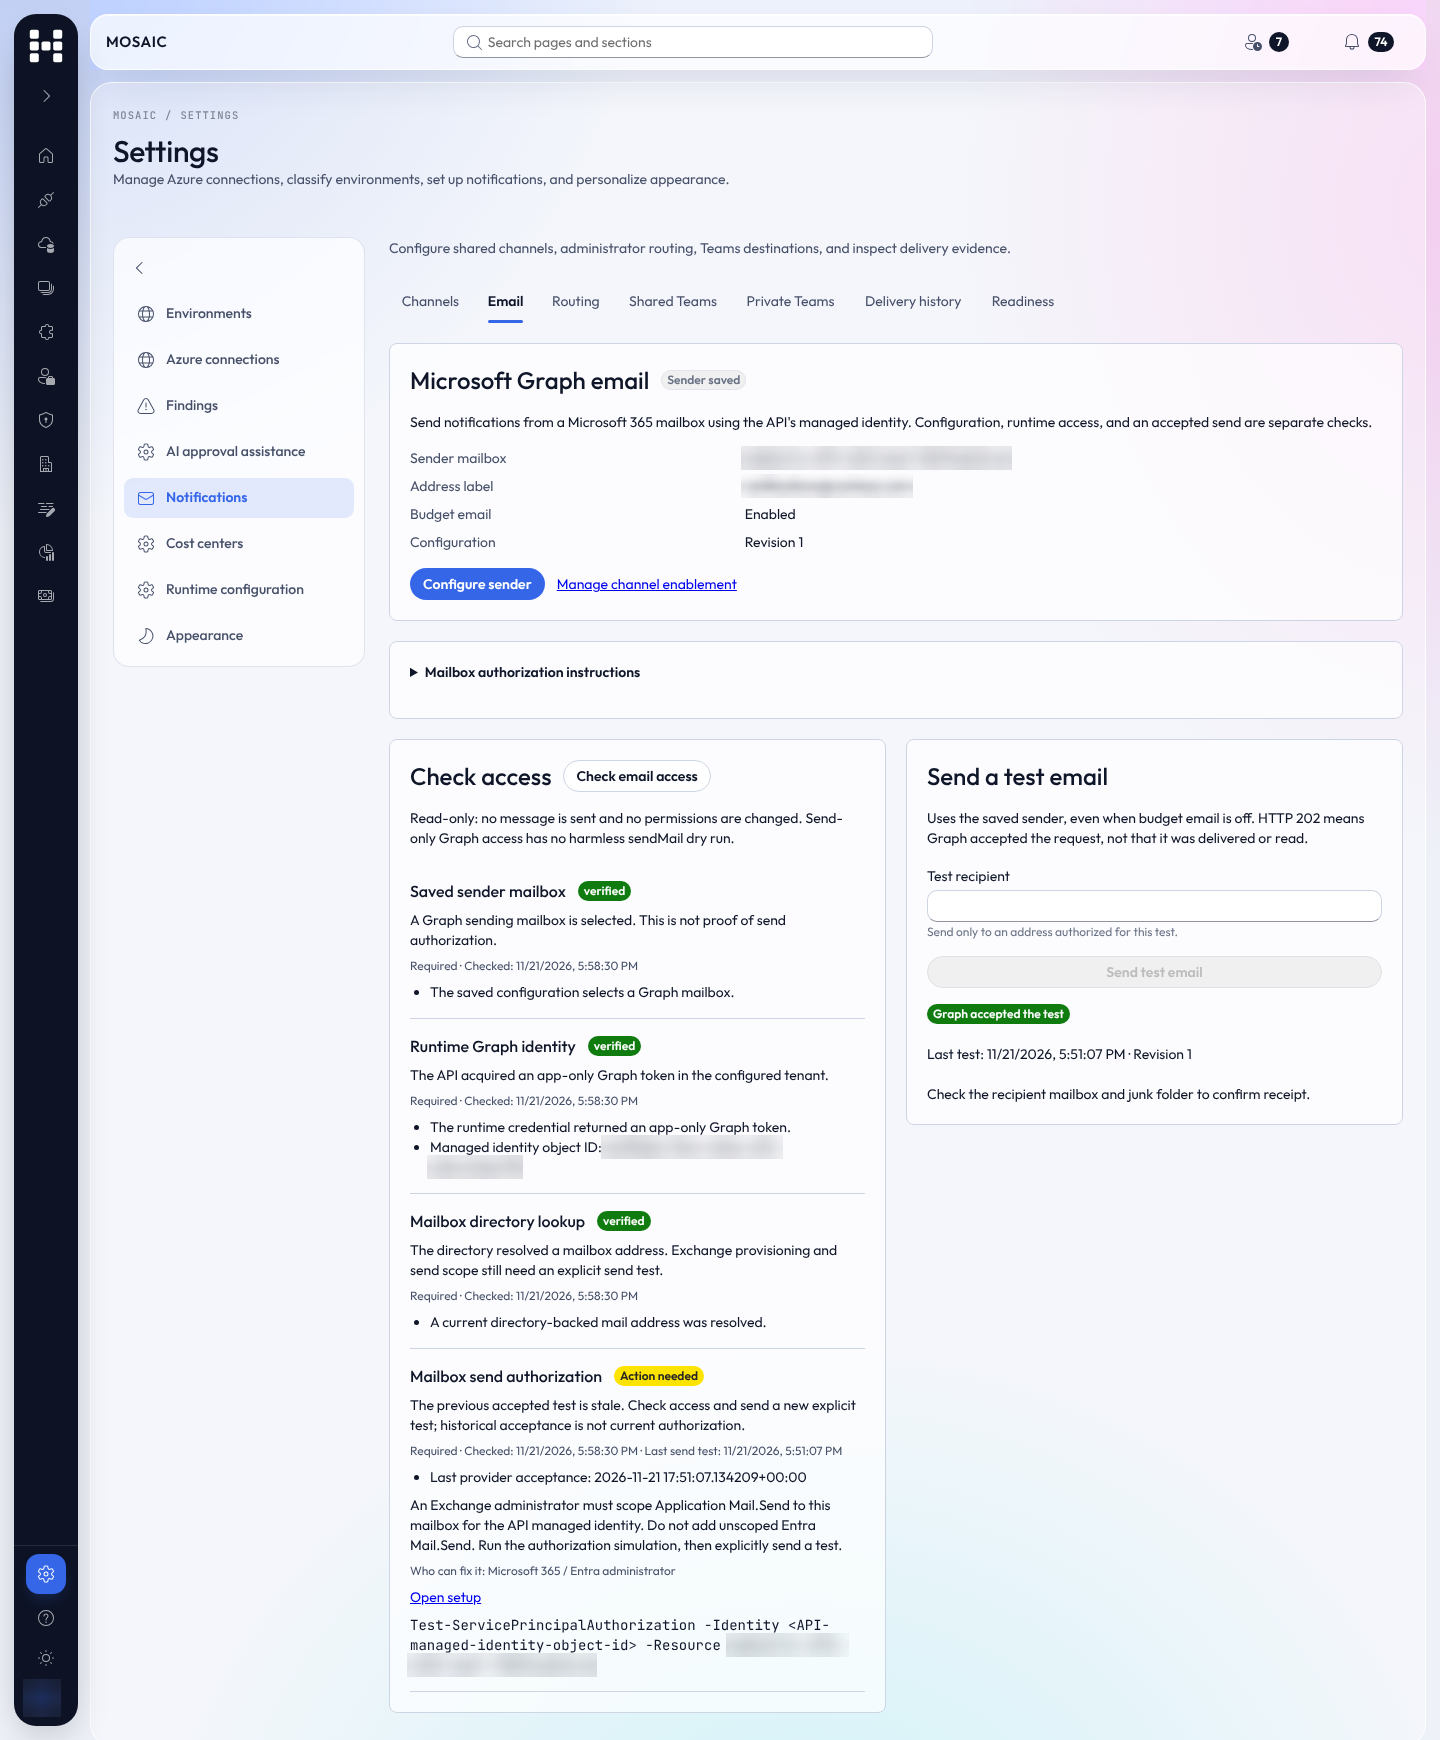 MOSAIC
Search pages and sections
7
74
MOSAIC / SETTINGS
Settings
Manage Azure connections, classify environments, set up notifications, and personalize appearance.
Environments
Azure connections
Findings
AI approval assistance
Notifications
Cost centers
Runtime configuration
Appearance
Configure shared channels, administrator routing, Teams destinations, and inspect delivery evidence.
Channels
Email
Routing
Shared Teams
Private Teams
Delivery history
Readiness
Microsoft Graph email
Sender saved
Send notifications from a Microsoft 365 mailbox using the API's managed identity. Configuration, runtime access, and an accepted send are separate checks.
Sender mailbox
Address label
Budget email
Enabled
Configuration
Revision 1
Configure sender
Manage channel enablement
Mailbox authorization instructions
Check access
Check email access
Read-only: no message is sent and no permissions are changed. Send-
only Graph access has no harmless sendMail dry run.
Saved sender mailbox
verified
A Graph sending mailbox is selected. This is not proof of send
authorization.
Required · Checked: 11/21/2026, 5:58:30 PM
• The saved configuration selects a Graph mailbox.
Runtime Graph identity
verified
The API acquired an app-only Graph token in the configured tenant.
Required · Checked: 11/21/2026, 5:58:30 PM
• The runtime credential returned an app-only Graph token.
• Managed identity object ID:
Mailbox directory lookup
verified
The directory resolved a mailbox address. Exchange provisioning and
send scope still need an explicit send test.
Required · Checked: 11/21/2026, 5:58:30 PM
• A current directory-backed mail address was resolved.
Mailbox send authorization
Action needed
The previous accepted test is stale. Check access and send a new explicit
test; historical acceptance is not current authorization.
Required · Checked: 11/21/2026, 5:58:30 PM · Last send test: 11/21/2026, 5:51:07 PM
• Last provider acceptance: 2026-11-21 17:51:07.134209+00:00
An Exchange administrator must scope Application Mail.Send to this
mailbox for the API managed identity. Do not add unscoped Entra
Mail.Send. Run the authorization simulation, then explicitly send a test.
Who can fix it: Microsoft 365 / Entra administrator
Open setup
Test-ServicePrincipalAuthorization -Identity <API-
managed-identity-object-id> -Resource
Send a test email
Uses the saved sender, even when budget email is off. HTTP 202 means
Graph accepted the request, not that it was delivered or read.
Test recipient
Send only to an address authorized for this test.
Send test email
Graph accepted the test
Last test: 11/21/2026, 5:51:07 PM · Revision 1
Check the recipient mailbox and junk folder to confirm receipt.